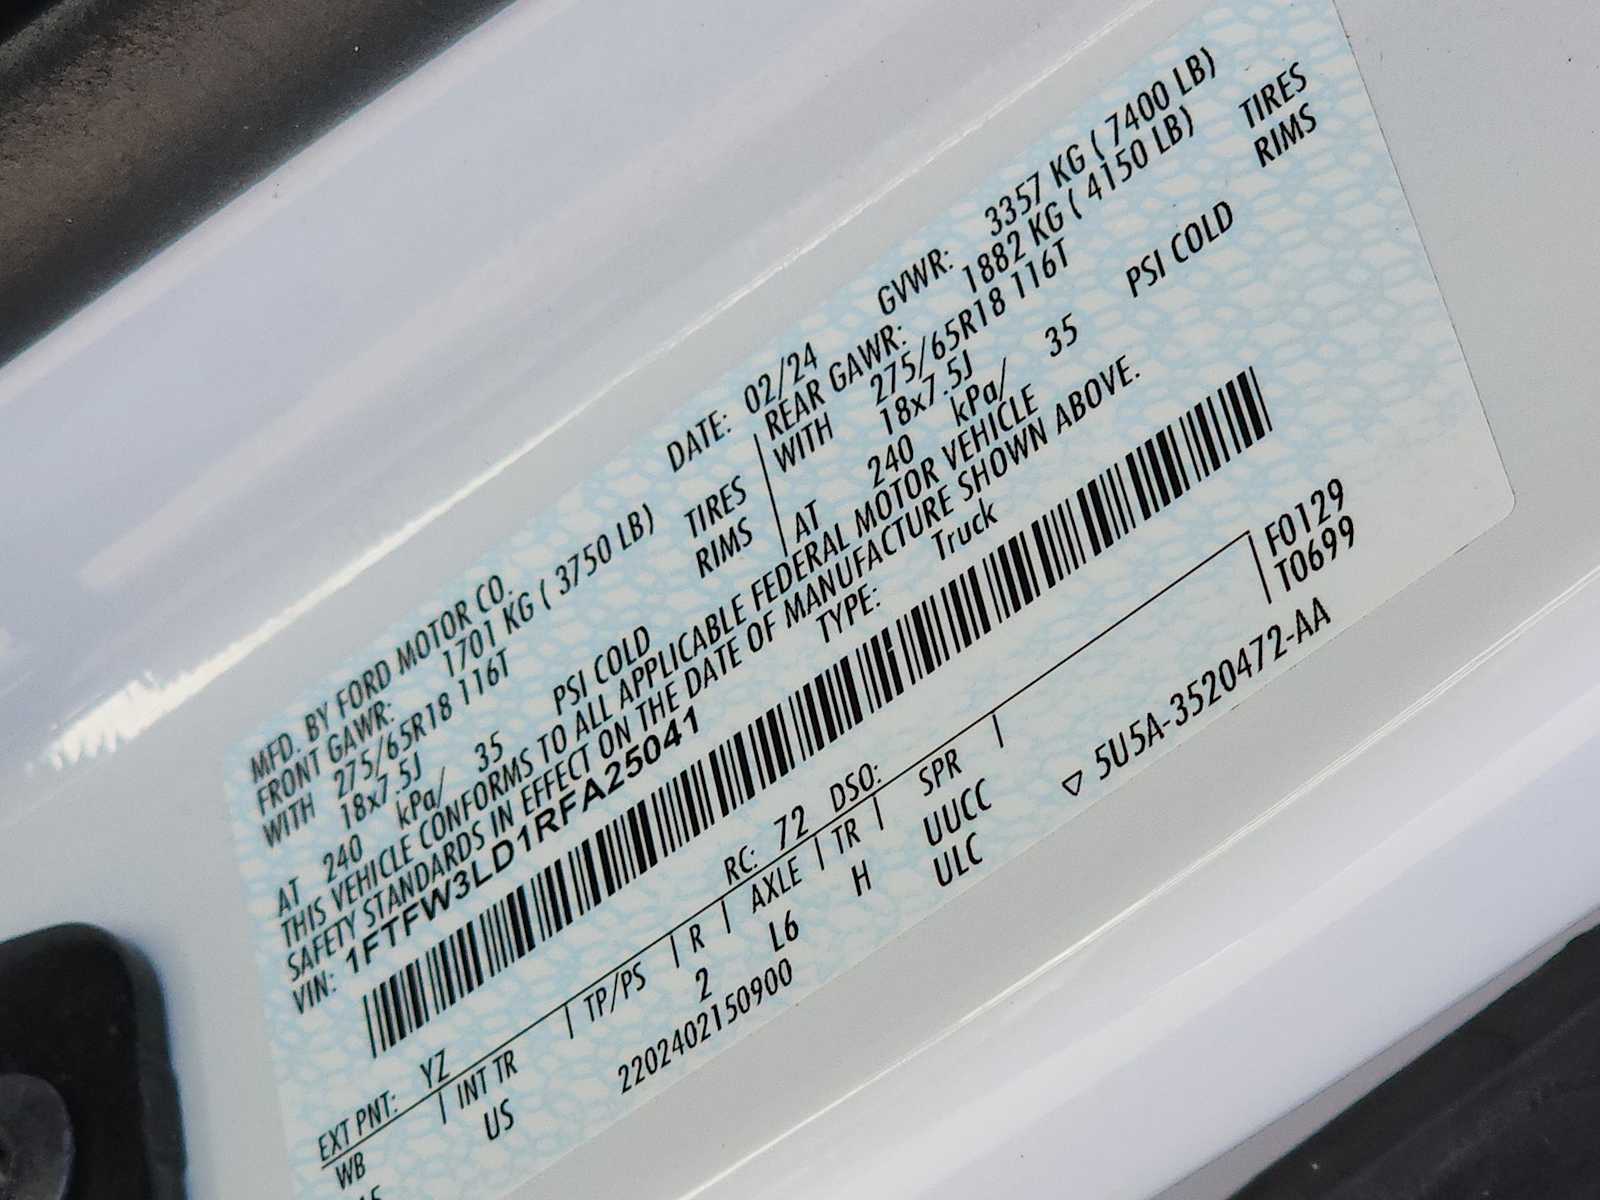 MFD. BY FORD MOTOR CO. DATE: 02/24 GVWR: 3357 KG ( 7400 LB)
FRONT GAWR: 1701 KG ( 3750 LB) REAR GAWR: 1882 KG ( 4150 LB)
WITH 275/65R18 116T TIRES WITH 275/65R18 116T TIRES
18x7.5J RIMS 18x7.5J RIMS
AT 240 kPa/ 35 PSI COLD AT 240 kPa/ 35 PSI COLD
THIS VEHICLE CONFORMS TO ALL APPLICABLE FEDERAL MOTOR VEHICLE
SAFETY STANDARDS IN EFFECT ON THE DATE OF MANUFACTURE SHOWN ABOVE.
VIN: 1FTFW3LD1RFA25041 TYPE: Truck
EXT PNT: YZ RC: 72 DSO:
WB INT TR TP/PS R AXLE TR SPR F0129
US 2 L6 H UUCC T0699
2202402150900 ULC
▽ 5U5A-3520472-AA